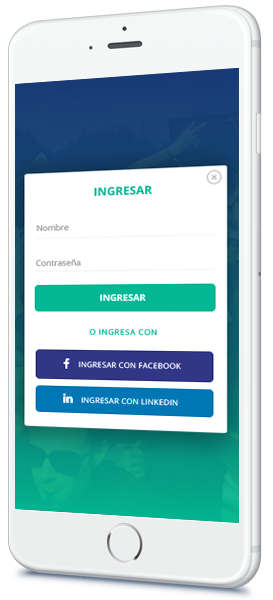 INGRESAR
Nombre
Contraseña
INGRESAR
O INGRESA CON
f INGRESAR CON FACEBOOK
in INGRESAR CON LINKEDIN